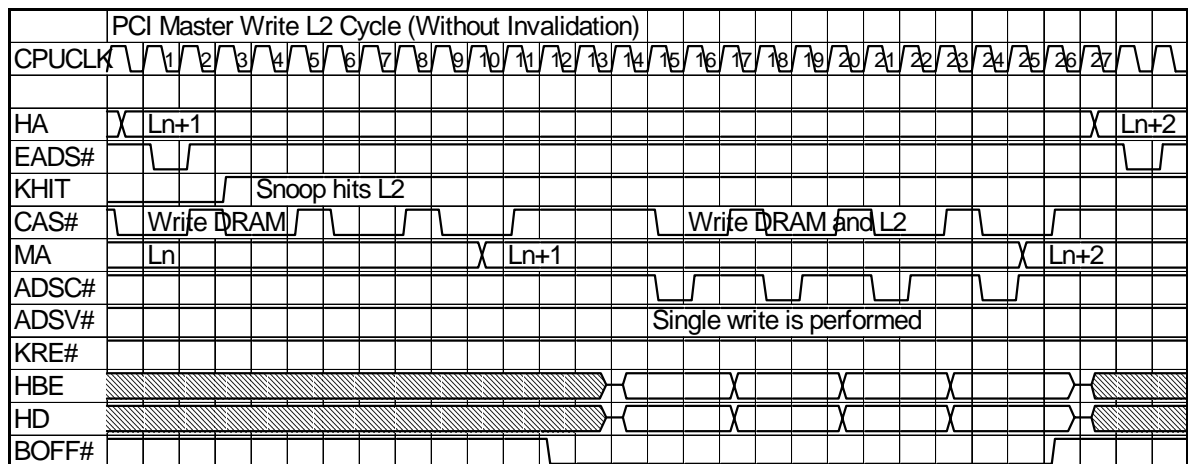 PCI Master Write L2 Cycle (Without Invalidation)
CPUCLK 1 2 3 4 5 6 7 8 9 10 11 12 13 14 15 16 17 18 19 20 21 22 23 24 25 26 27
HA Ln+1 Ln+2
EADS#
KHIT Snoop hits L2
CAS# Write DRAM Write DRAM and L2
MA Ln Ln+1 Ln+2
ADSC#
ADSV# Single write is performed
KRE#
HBE
HD
BOFF#